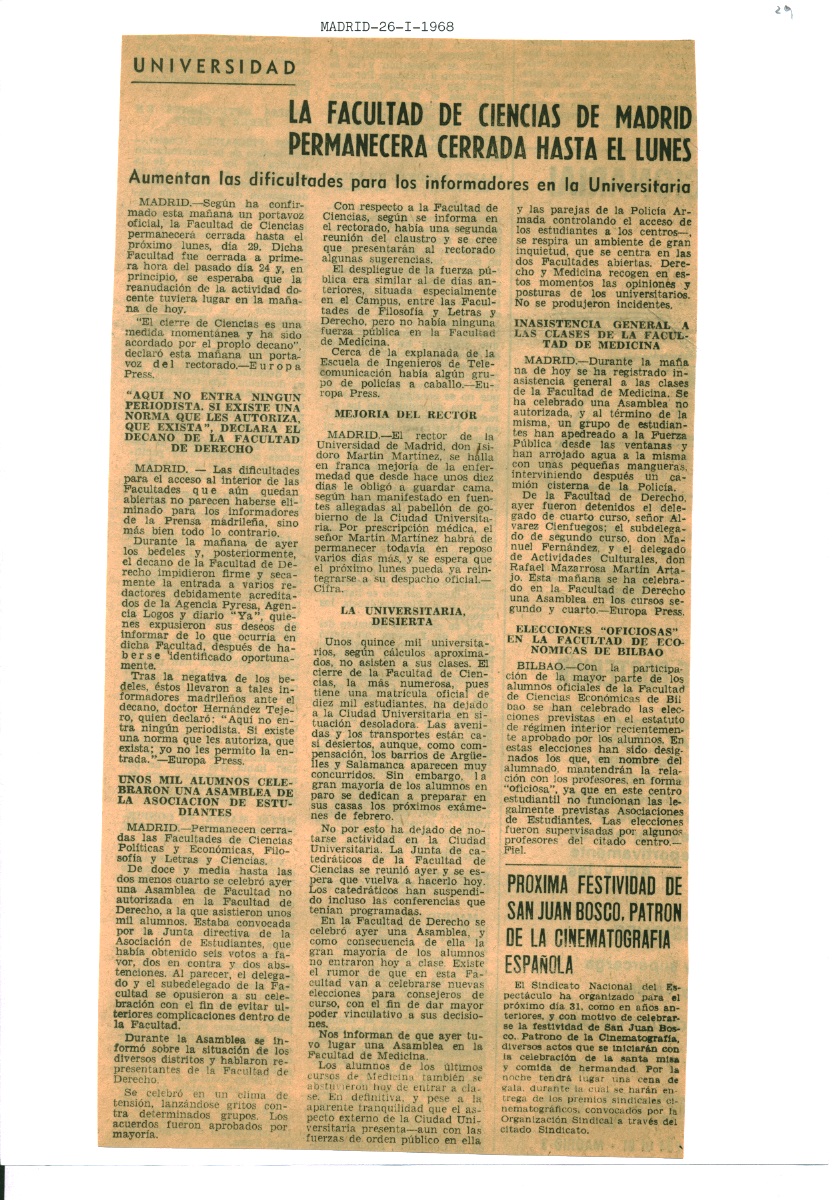 29
MADRID-26-I-1968
UNIVERSIDAD
LA FACULTAD DE CIENCIAS DE MADRID
PERMANECERA CERRADA HASTA EL LUNES
Aumentan las dificultades para los informadores en la Universitaria
MADRID.—Según ha confir-
mado esta mañana un portavoz
oficial, la Facultad de Ciencias
permanecerá cerrada hasta el
próximo lunes, día 29. Dicha
Facultad fue cerrada a prime-
ra hora del pasado día 24 y, en
principio, se esperaba que la
reanudación de la actividad do-
cente tuviera lugar en la maña-
na de hoy.
"El cierre de Ciencias es una
medida momentánea y ha sido
acordado por el propio decano",
declaró esta mañana un porta-
voz del rectorado.—Europa
Press.
"AQUI NO ENTRA NINGUN
PERIODISTA. SI EXISTE UNA
NORMA QUE LES AUTORIZA,
QUE EXISTA", DECLARA EL
DECANO DE LA FACULTAD
DE DERECHO
MADRID. — Las dificultades
para el acceso al interior de las
Facultades que aún quedan
abiertas no parecen haberse eli-
minado para los informadores
de la Prensa madrileña, sino
más bien todo lo contrario.
Durante la mañana de ayer
los bedeles y, posteriormente,
el decano de la Facultad de De-
recho impidieron firme y seca-
mente la entrada a varios re-
dactores debidamente acredita-
dos de la Agencia Pyresa, Agen-
cia Logos y diario "Ya", quie-
nes expusieron sus deseos de
informar de lo que ocurría en
dicha Facultad, después de ha-
berse identificado oportuna-
mente.
Tras la negativa de los be-
deles, éstos llevaron a tales in-
formadores madrileños ante el
decano, doctor Hernández Teje-
ro, quien declaró: "Aquí no en-
tra ningún periodista. Si existe
una norma que les autoriza, que
exista; yo no les permito la en-
trada."—Europa Press.
UNOS MIL ALUMNOS CELE-
BRARON UNA ASAMBLEA DE
LA ASOCIACION DE ESTU-
DIANTES
MADRID.—Permanecen cerra-
das las Facultades de Ciencias
Políticas y Económicas, Filo-
sofía y Letras y Ciencias.
De doce y media hasta las
dos menos cuarto se celebró ayer
una Asamblea de Facultad no
autorizada en la Facultad de
Derecho, a la que asistieron unos
mil alumnos. Estaba convocada
por la Junta directiva de la
Asociación de Estudiantes, que
había obtenido seis votos a fa-
vor, dos en contra y dos abs-
tenciones. Al parecer, el delega-
do y el subedelegado de la Fa-
cultad se opusieron a su cele-
bración con el fin de evitar ul-
teriores complicaciones dentro de
la Facultad.
Durante la Asamblea se in-
formó sobre la situación de los
diversos distritos y hablaron re-
presentantes de la Facultad de
Derecho.
Se celebró en un clima de
tensión, lanzándose gritos con-
tra determinados grupos. Los
acuerdos fueron aprobados por
mayoría.
Con respecto a la Facultad de
Ciencias, según se informa en
el rectorado, había una segunda
reunión del claustro y se cree
que presentarán al rectorado
algunas sugerencias.
El despliegue de la fuerza pú-
blica era similar al de días an-
teriores, situada especialmente
en el Campus, entre las Facul-
tades de Filosofía y Letras y
Derecho, pero no había ninguna
fuerza pública en la Facultad
de Medicina.
Cerca de la explanada de la
Escuela de Ingenieros de Tele-
comunicación había algún gru-
po de policías a caballo.—Eu-
ropa Press.
MEJORIA DEL RECTOR
MADRID.—El rector de la
Universidad de Madrid, don Isi-
doro Martín Martínez, se halla
en franca mejoría de la enfer-
medad que desde hace unos diez
días le obligó a guardar cama,
según han manifestado en fuen-
tes allegadas al pabellón de go-
bierno de la Ciudad Universita-
ria. Por prescripción médica, el
señor Martín Martínez habrá de
permanecer todavía en reposo
varios días más, y se espera que
el próximo lunes pueda ya rein-
tegrarse a su despacho oficial.—
Cifra.
LA UNIVERSITARIA,
DESIERTA
Unos quince mil universita-
rios, según cálculos aproxima-
dos, no asisten a sus clases. El
cierre de la Facultad de Cien-
cias, la más numerosa, pues
tiene una matrícula oficial de
diez mil estudiantes, ha dejado
a la Ciudad Universitaria en si-
tuación desoladora. Las aveni-
das y los transportes están ca-
si desiertos, aunque, como com-
pensación, los barrios de Argüe-
lles y Salamanca aparecen muy
concurridos. Sin embargo, la
gran mayoría de los alumnos en
paro se dedican a preparar en
sus casas los próximos exáme-
nes de febrero.
No por esto ha dejado de no-
tarse actividad en la Ciudad
Universitaria. La Junta de ca-
tedráticos de la Facultad de
Ciencias se reunió ayer y se es-
pera que vuelva a hacerlo hoy.
Los catedráticos han suspendi-
do incluso las conferencias que
tenían programadas.
En la Facultad de Derecho se
celebró ayer una Asamblea, y
como consecuencia de ella la
gran mayoría de los alumnos
no entraron hoy a clase. Existe
el rumor de que en esta Fa-
cultad van a celebrarse nuevas
elecciones para consejeros de
curso, con el fin de dar mayor
poder vinculativo a sus decisio-
nes.
Nos informan de que ayer tu-
vo lugar una Asamblea en la
Facultad de Medicina.
Los alumnos de los últimos
cursos de Medicina también se
abstuvieron hoy de entrar a cla-
se. En definitiva, y pese a la
aparente tranquilidad que el as-
pecto externo de la Ciudad Uni-
versitaria presenta—aun con las
fuerzas de orden público en ella
y las parejas de la Policía Ar-
mada controlando el acceso de
los estudiantes a los centros—,
se respira un ambiente de gran
inquietud, que se centra en las
dos Facultades abiertas. Dere-
cho y Medicina recogen en es-
tos momentos las opiniones y
posturas de los universitarios.
No se produjeron incidentes.
INASISTENCIA GENERAL A
LAS CLASES DE LA FACUL-
TAD DE MEDICINA
MADRID.—Durante la maña
na de hoy se ha registrado in-
asistencia general a las clases
de la Facultad de Medicina. Se
ha celebrado una Asamblea no
autorizada, y al término de la
misma, un grupo de estudian-
tes han apedreado a la Fuerza
Pública desde las ventanas y
han arrojado agua a la misma
con unas pequeñas mangueras,
interviniendo después un ca-
mión cisterna de la Policía.
De la Facultad de Derecho,
ayer fueron detenidos el dele-
gado de cuarto curso, señor Al-
varez Cienfuegos; el subdelega-
do de segundo curso, don Ma-
nuel Fernández, y el delegado
de Actividades Culturales, don
Rafael Mazarrosa Martín Arta-
jo. Esta mañana se ha celebra-
do en la Facultad de Derecho
una Asamblea en los cursos se-
gundo y cuarto.—Europa Press.
ELECCIONES "OFICIOSAS"
EN LA FACULTAD DE ECO-
NOMICAS DE BILBAO
BILBAO.—Con la participa-
ción de la mayor parte de los
alumnos oficiales de la Facultad
de Ciencias Económicas de Bil-
bao se han celebrado las elec-
ciones previstas en el estatuto
de régimen interior recientemen-
te aprobado por los alumnos. En
estas elecciones han sido desig-
nados los que, en nombre del
alumnado, mantendrán la rela-
ción con los profesores, en forma
"oficiosa", ya que en este centro
estudiantil no funcionan las le-
galmente previstas Asociaciones
de Estudiantes. Las elecciones
fueron supervisadas por algunos
profesores del citado centro.—
Piel.
PROXIMA FESTIVIDAD DE
SAN JUAN BOSCO, PATRON
DE LA CINEMATOGRAFIA
ESPAÑOLA
El Sindicato Nacional del Es-
pectáculo ha organizado para el
próximo día 31, como en años an-
teriores, y con motivo de celebrar-
se la festividad de San Juan Bos-
co, Patrono de la Cinematografía,
diversos actos que se iniciarán con
la celebración de la santa misa
y comida de hermandad. Por la
noche tendrá lugar una cena de
gala, durante la cual se harán en-
trega de los premios sindicales ci-
nematográficos, convocados por la
Organización Sindical a través del
citado Sindicato.